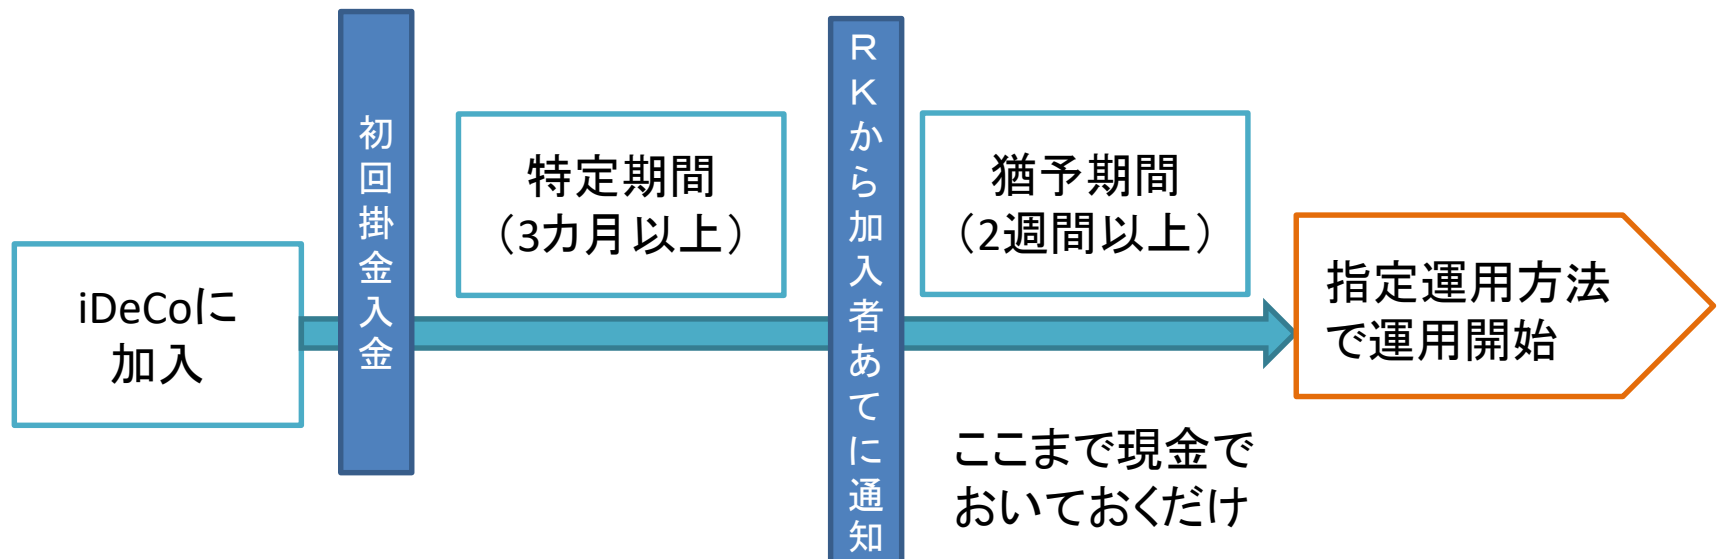 iDeCoに
加入
初回掛金入金
特定期間
（3カ月以上）
RKから加入者あてに通知
猶予期間
（2週間以上）
ここまで現金で
おいておくだけ
指定運用方法
で運用開始